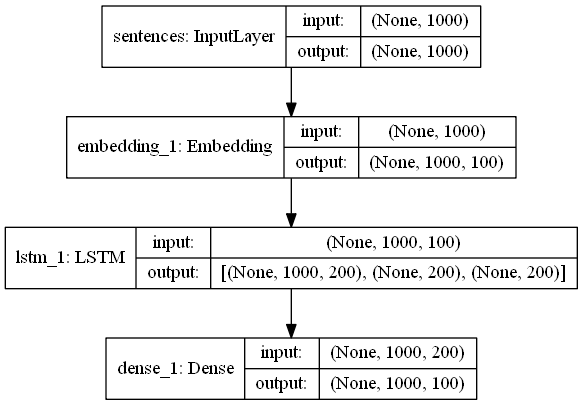 sentences: InputLayer
input: (None, 1000)
output: (None, 1000)
embedding_1: Embedding
input: (None, 1000)
output: (None, 1000, 100)
lstm_1: LSTM
input: (None, 1000, 100)
output: [(None, 1000, 200), (None, 200), (None, 200)]
dense_1: Dense
input: (None, 1000, 200)
output: (None, 1000, 100)